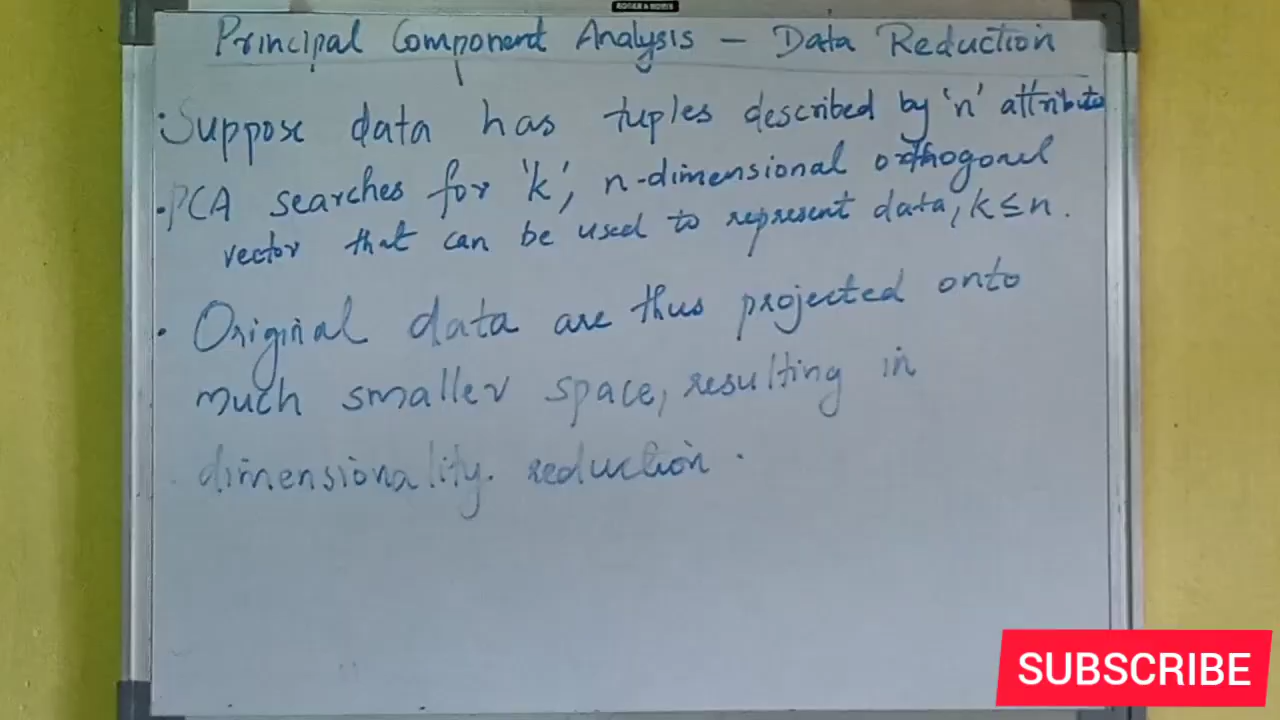 Principal Component Analysis - Data Reduction
• Suppose data has tuples described by 'n' attributes
• PCA searches for 'k', n-dimensional orthogonal
vector that can be used to represent data, k ≤ n.
• Original data are thus projected onto
much smaller space, resulting in
dimensionality. reduction.
SUBSCRIBE